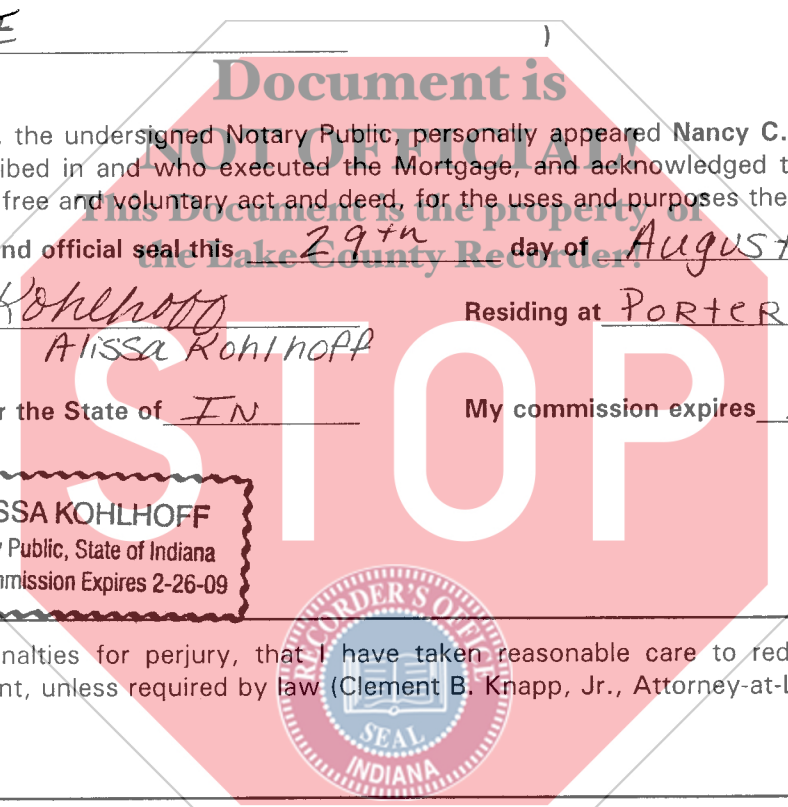 )
Document is
, the undersigned Notary Public, personally appeared Nancy C.
NOT OFFICIAL!
ibed in and who executed the Mortgage, and acknowledged t
free and voluntary act and deed, for the uses and purposes the
This Document is the property of
nd official seal this 29th day of August
the Lake County Recorder!
Kohlhoff Residing at Porter
Alissa Kohlhoff
r the State of IN My commission expires
STOP
SSA KOHLHOFF
y Public, State of Indiana
mmission Expires 2-26-09
RECORDER'S OFFICE
nalties for perjury, that I have taken reasonable care to red
nt, unless required by law (Clement B. Knapp, Jr., Attorney-at-L
SEAL
INDIANA